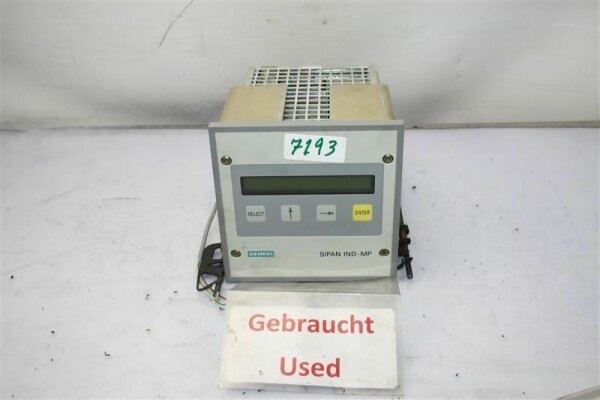 7293
SELECT
ENTER
SIEMENS
SIPAN IND-MP
Gebraucht
Used